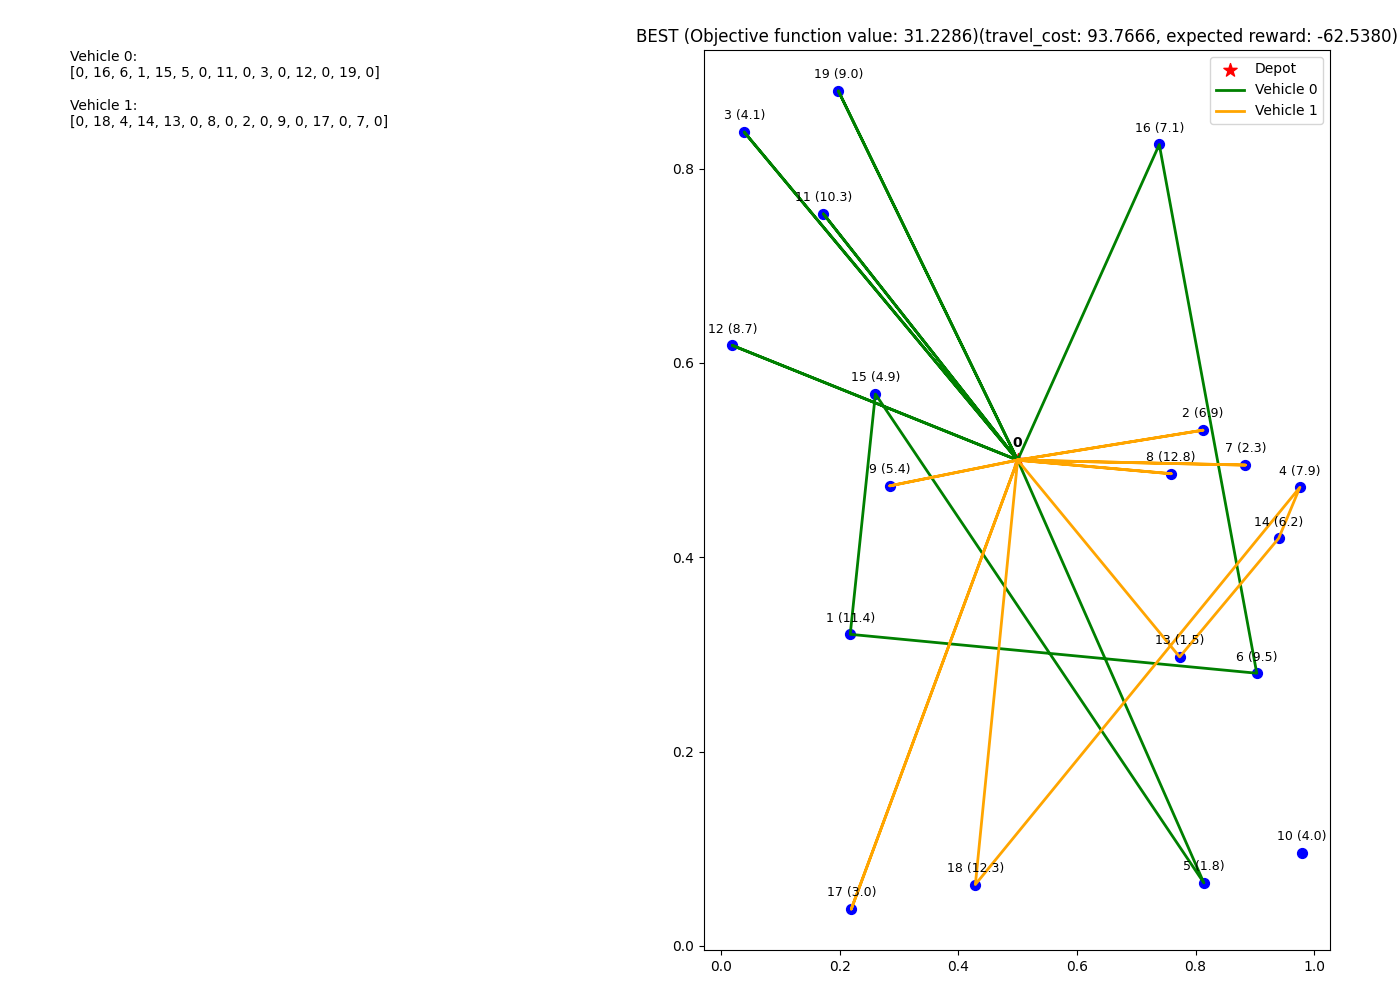 BEST (Objective function value: 31.2286)(travel_cost: 93.7666, expected reward: -62.5380)
Vehicle 0:
[0, 16, 6, 1, 15, 5, 0, 11, 0, 3, 0, 12, 0, 19, 0]
Vehicle 1:
[0, 18, 4, 14, 13, 0, 8, 0, 2, 0, 9, 0, 17, 0, 7, 0]
Depot
Vehicle 0
Vehicle 1
19 (9.0)
3 (4.1)
16 (7.1)
11 (10.3)
12 (8.7)
15 (4.9)
2 (6.9)
0
7 (2.3)
8 (12.8)
9 (5.4)
4 (7.9)
14 (6.2)
1 (11.4)
13 (1.5)
6 (9.5)
10 (4.0)
18 (12.3)
5 (1.8)
17 (3.0)
0.8
0.6
0.4
0.2
0.0
0.0 0.2 0.4 0.6 0.8 1.0